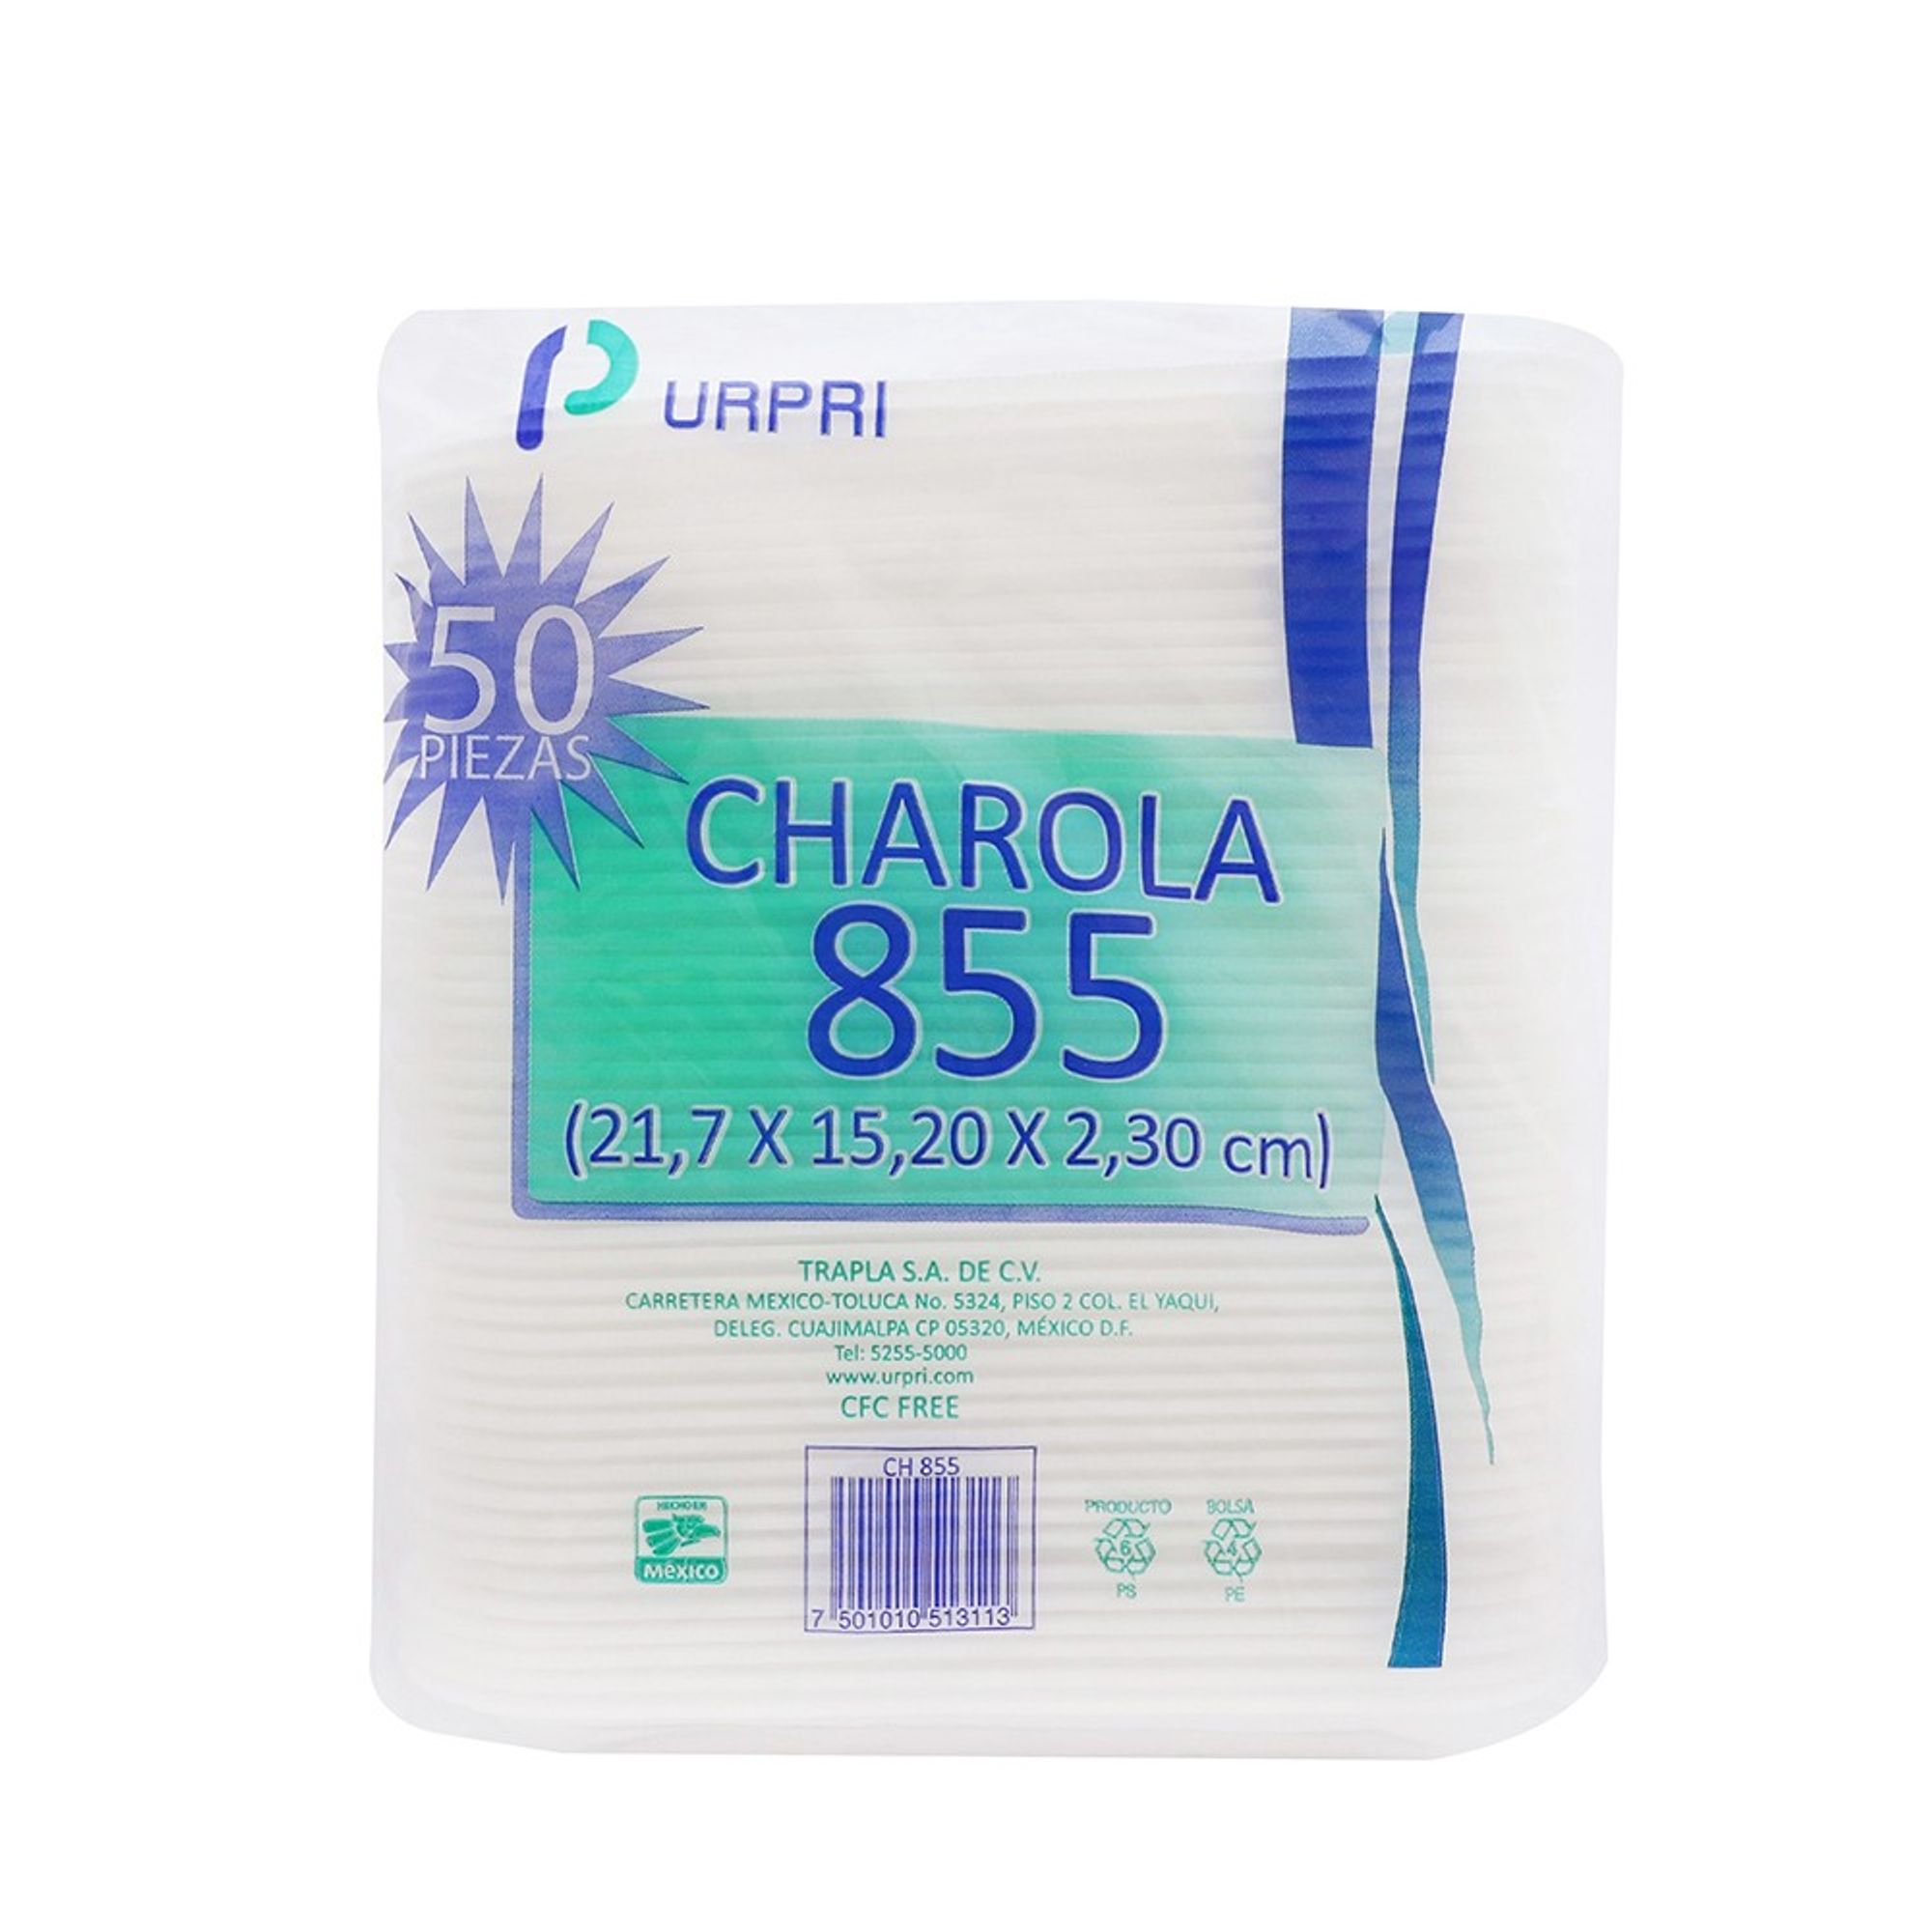 URPRI
50
PIEZAS
CHAROLA
855
(21,7 X 15,20 X 2,30 cm)
TRAPLA S.A. DE C.V.
CARRETERA MEXICO-TOLUCA No. 5324, PISO 2 COL. EL YAQUI,
DELEG. CUAJIMALPA CP 05320, MÉXICO D.F.
Tel: 5255-5000
www.urpri.com
CFC FREE
CH 855
7 501010 513113
HECHO EN
MéXICO
PRODUCTO
6
PS
BOLSA
4
PE